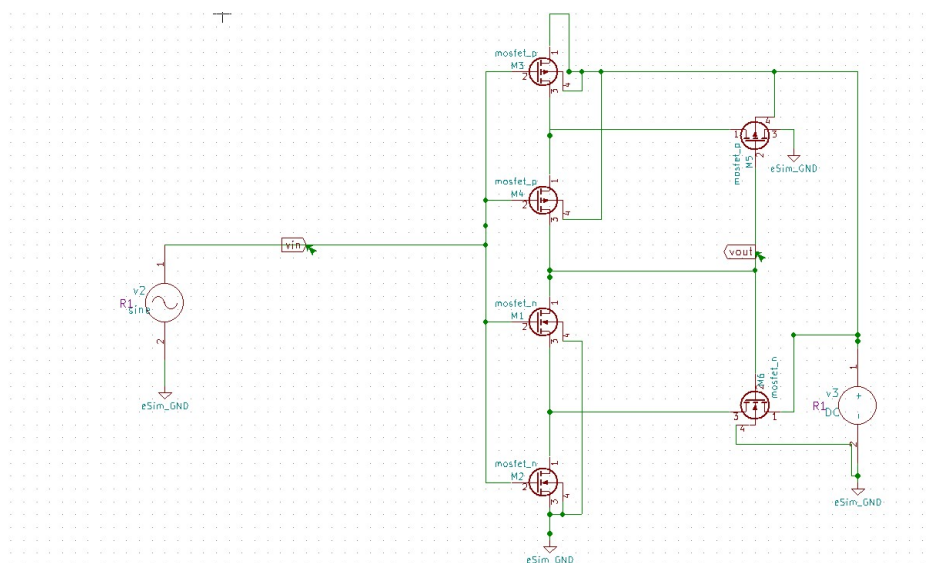 mosfet_p
M3
1
2
3
4
mosfet_p
M5
1
2
3
4
eSim_GND
mosfet_p
M4
1
2
3
4
vin
vout
v2
sine
R1
1
2
eSim_GND
mosfet_n
M1
1
2
3
4
mosfet_n
M6
1
2
3
4
v3
DC
R1
1
2
+
-
eSim_GND
mosfet_n
M2
1
2
3
4
eSim_GND